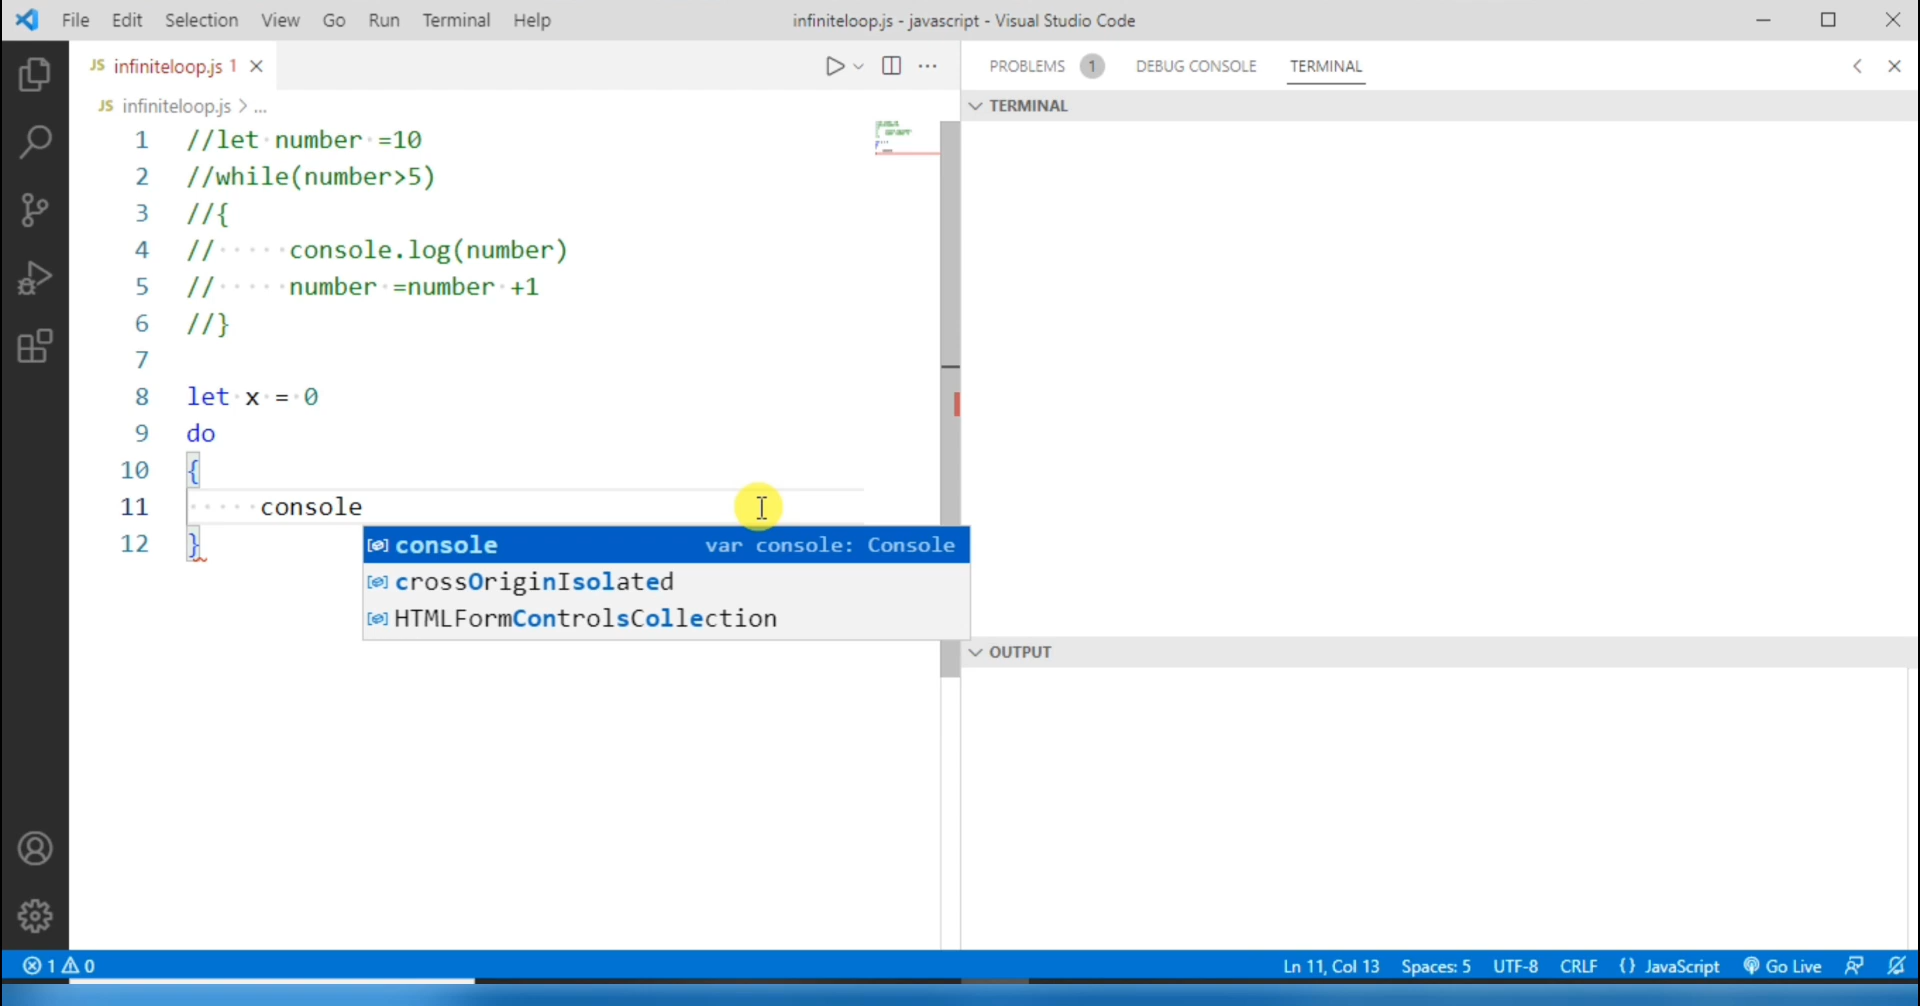 File Edit Selection View Go Run Terminal Help
infiniteloop.js - javascript - Visual Studio Code
JS infiniteloop.js 1
PROBLEMS 1 DEBUG CONSOLE TERMINAL
JS infiniteloop.js > ...
TERMINAL
1 //let number =10
2 //while(number>5)
3 //{
4 // console.log(number)
5 // number =number +1
6 //}
7
8 let x = 0
9 do
10 {
11 console
12 }
console var console: Console
crossOriginIsolated
HTMLFormControlsCollection
OUTPUT
1 0
Ln 11, Col 13 Spaces: 5 UTF-8 CRLF {} JavaScript Go Live